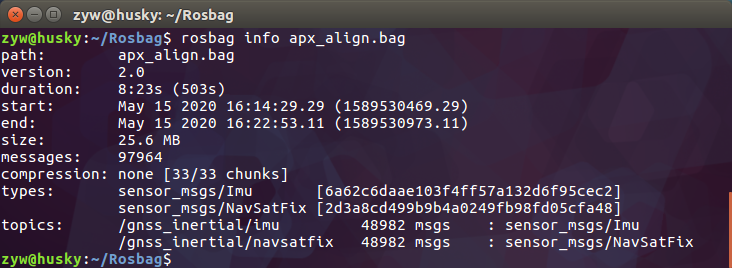 zyw@husky: ~/Rosbag
zyw@husky:~/Rosbag$ rosbag info apx_align.bag
path:        apx_align.bag
version:     2.0
duration:    8:23s (503s)
start:       May 15 2020 16:14:29.29 (1589530469.29)
end:         May 15 2020 16:22:53.11 (1589530973.11)
size:        25.6 MB
messages:    97964
compression: none [33/33 chunks]
types:       sensor_msgs/Imu       [6a62c6daae103f4ff57a132d6f95cec2]
             sensor_msgs/NavSatFix [2d3a8cd499b9b4a0249fb98fd05cfa48]
topics:      /gnss_inertial/imu         48982 msgs    : sensor_msgs/Imu
             /gnss_inertial/navsatfix   48982 msgs    : sensor_msgs/NavSatFix
zyw@husky:~/Rosbag$